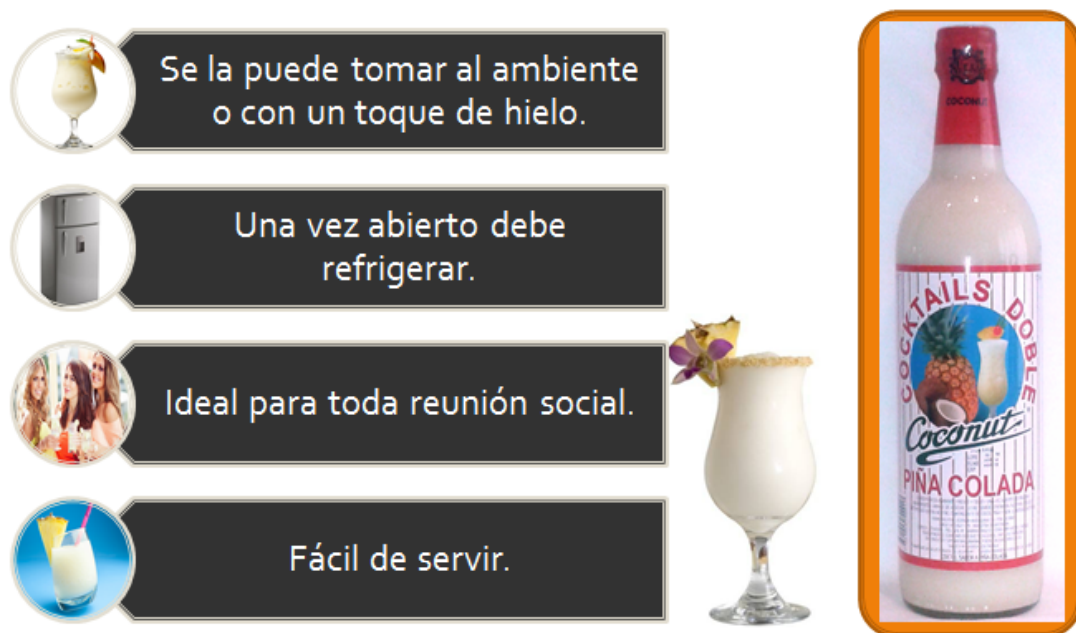 Se la puede tomar al ambiente
o con un toque de hielo.
Una vez abierto debe
refrigerar.
Ideal para toda reunión social.
Fácil de servir.
COCONUT
COCKTAILS DOBLE
Coconut
PIÑA COLADA